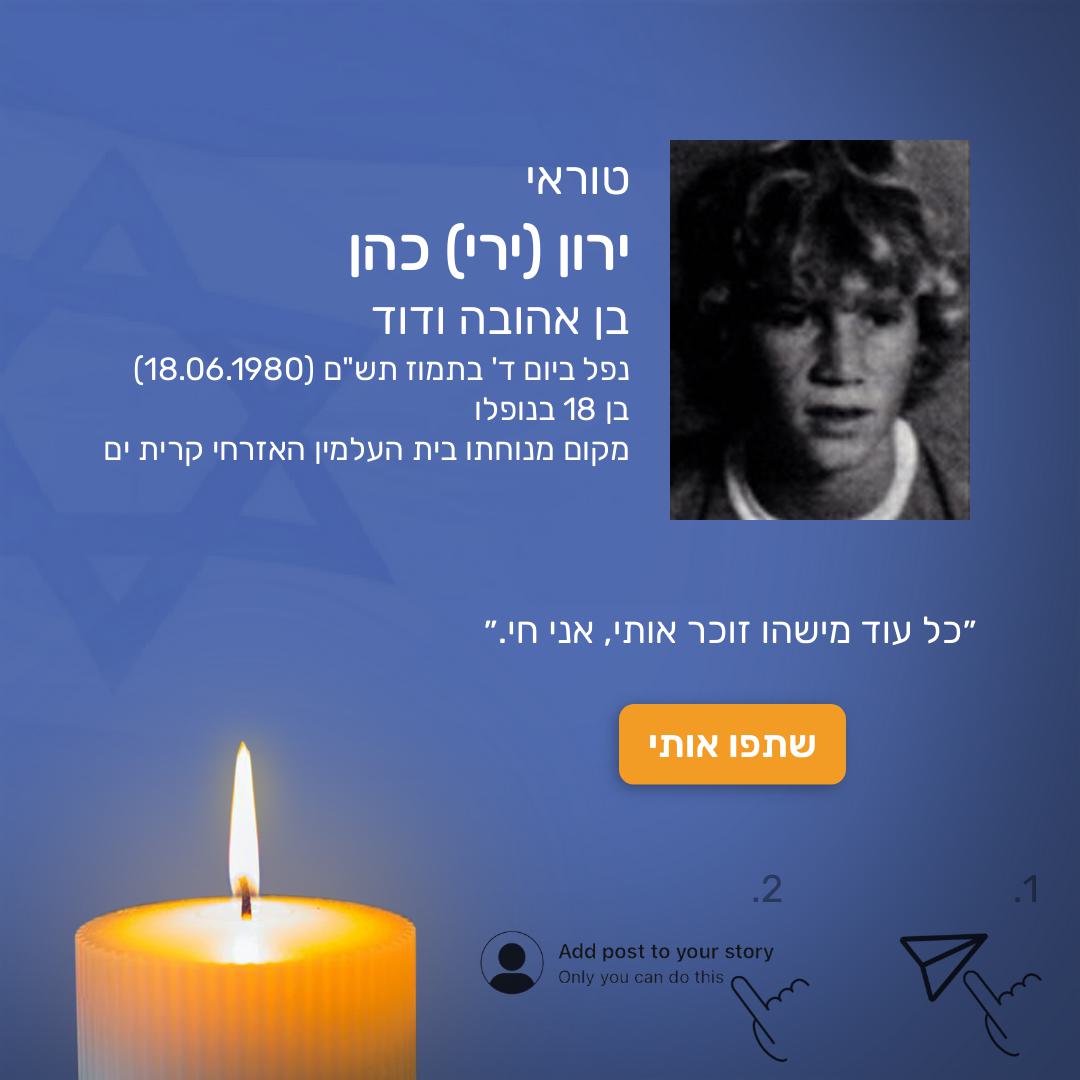 טוראי
ירון (ירי) כהן
בן אהובה ודוד
נפל ביום ד' בתמוז תש"ם (18.06.1980)
בן 18 בנופלו
מקום מנוחתו בית העלמין האזרחי קרית ים
״כל עוד מישהו זוכר אותי, אני חי.״
שתפו אותי
.1
.2
Add post to your story
Only you can do this